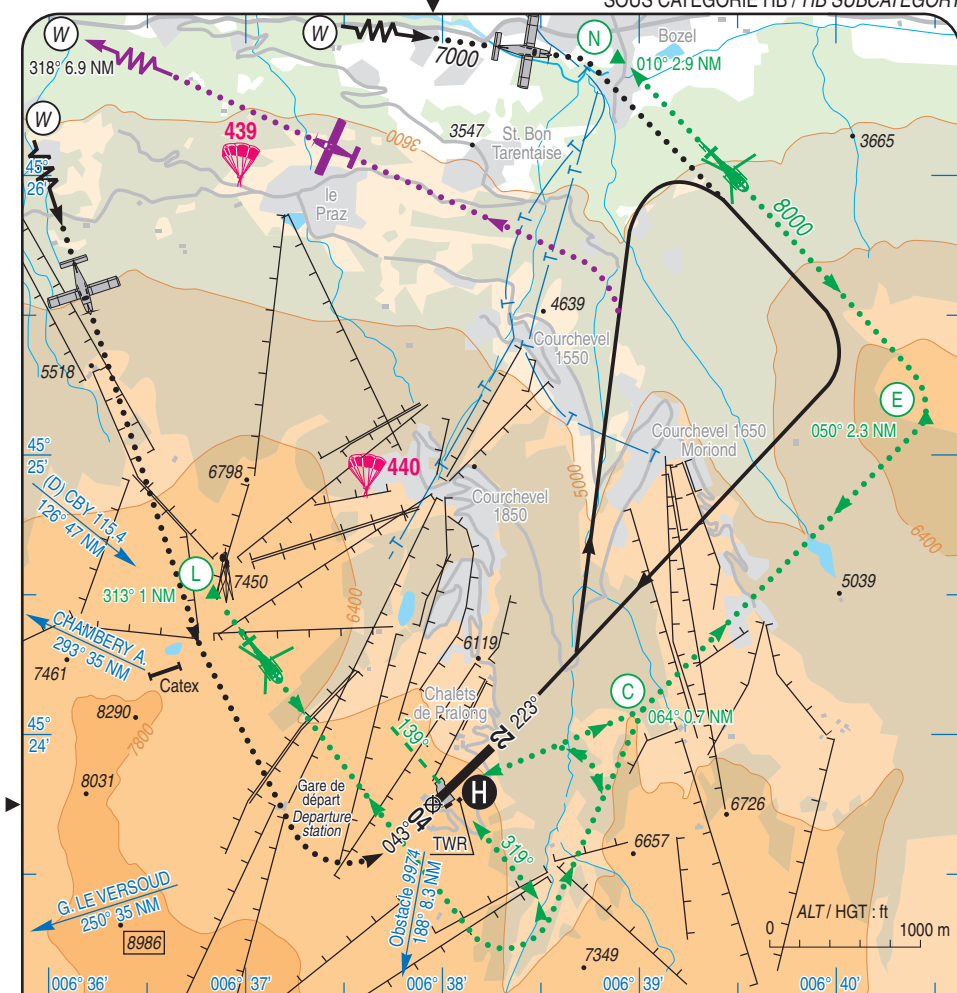 SOUS CATEGORIE HB / HB SUBCATEGORY
W
W
7000
N
Bozel
010° 2.9 NM
318° 6.9 NM
W
439
3600
3547
St. Bon
Tarentaise
3665
45°
26'
le
Praz
8000
4639
Courchevel
1550
5518
E
050° 2.3 NM
45°
25'
6798
440
Courchevel 1650
Moriond
5000
(D) CBY 115.4
126° 47 NM
Courchevel
1850
6400
L
7450
313° 1 NM
6400
5039
CHAMBERY A.
293° 35 NM
6119
7461
Catex
C
8290
7800
Chalets
de Pralong
22
223°
064° 0.7 NM
45°
24'
139°
8031
Gare de
départ
Departure
station
H
04
043°
TWR
319°
6726
6657
G. LE VERSOUD
250° 35 NM
Obstacle 9974
188° 8.3 NM
ALT / HGT : ft
0
1000 m
8986
7349
006° 36'
006° 37'
006° 38'
006° 39'
006° 40'